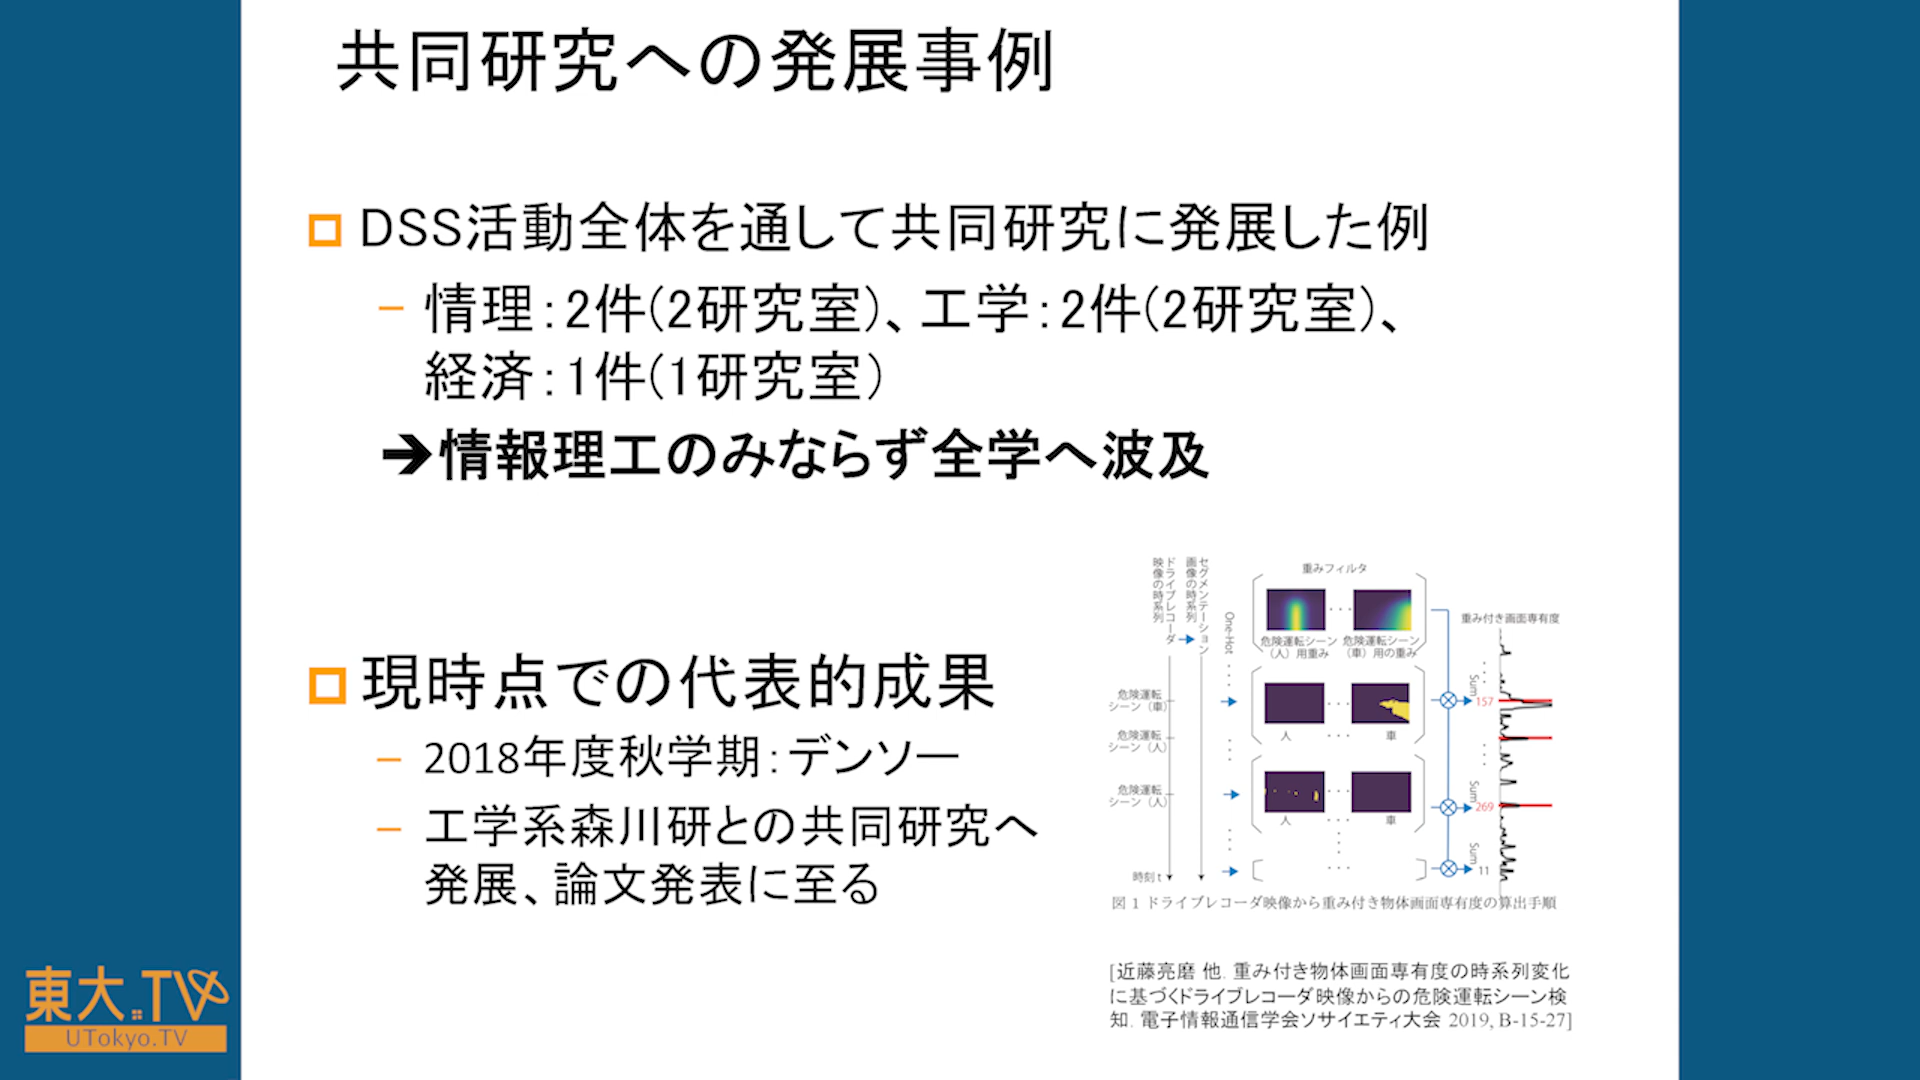 共同研究への発展事例
DSS活動全体を通して共同研究に発展した例
– 情理：2件(2研究室)、工学：2件(2研究室)、
経済：1件(1研究室)
➔情報理工のみならず全学へ波及
現時点での代表的成果
– 2018年度秋学期：デンソー
– 工学系森川研との共同研究へ
発展、論文発表に至る
ドライブレコーダ
映像の時系列
セグメンテーション
画像の時系列
One-Hot
重みフィルタ
危険運転シーン
（人）用重み
危険運転シーン
（車）用の重み
重み付き画面専有度
危険運転
シーン（車）
人
車
Sum
157
危険運転
シーン（人）
危険運転
シーン（人）
人
車
Sum
269
Sum
11
時刻 t
図 1 ドライブレコーダ映像から重み付き物体画面専有度の算出手順
[近藤亮磨 他. 重み付き物体画面専有度の時系列変化
に基づくドライブレコーダ映像からの危険運転シーン検
知. 電子情報通信学会ソサイエティ大会 2019, B-15-27]
東大.TV
UTokyo.TV